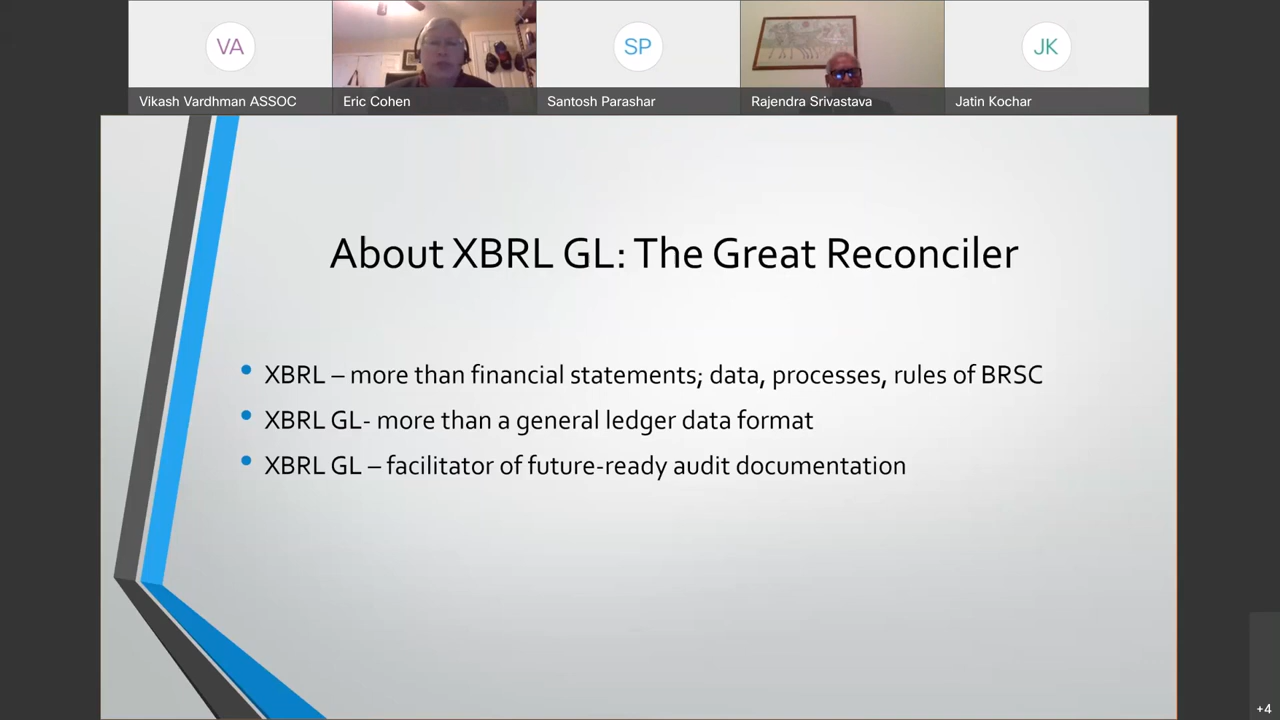 VA
SP
JK
Vikash Vardhman ASSOC
Eric Cohen
Santosh Parashar
Rajendra Srivastava
Jatin Kochar
About XBRL GL: The Great Reconciler
• XBRL – more than financial statements; data, processes, rules of BRSC
• XBRL GL- more than a general ledger data format
• XBRL GL – facilitator of future-ready audit documentation
+4